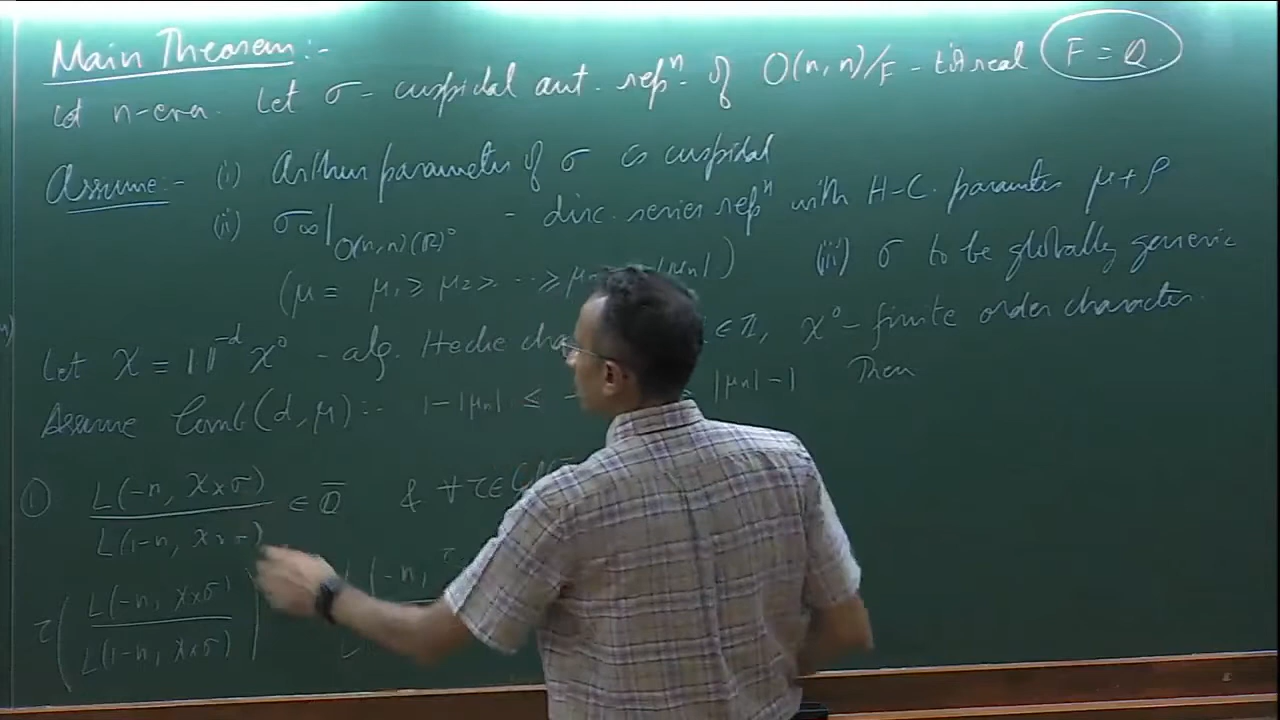 Main Theorem :-
Let n-even. Let σ - cuspidal aut. repⁿ of O(n,n)/F - tot real F = Q.
Assume :- (i) Arthur parameter of σ is cuspidal
(ii) σ∞|O(n,n)(R)° - disc. series repⁿ with H-C. parameter μ+ρ
(μ = μ₁ ≥ μ₂ ≥ ... ≥ |μₙ|) (iii) σ to be globally generic
Let χ = ||^{-d} χ° - alg. Hecke cha ∈ Z, χ° - finite order character.
Assume Comb(d,μ) :- 1-|μₙ| ≤ |μₙ|-1 Then
① L(-n, χ×σ) / L(1-n, χ×σ) ∈ Q̄ & ∀ τ ∈
τ( L(-n, χ×σ) / L(1-n, χ×σ) ) L(-n, τ